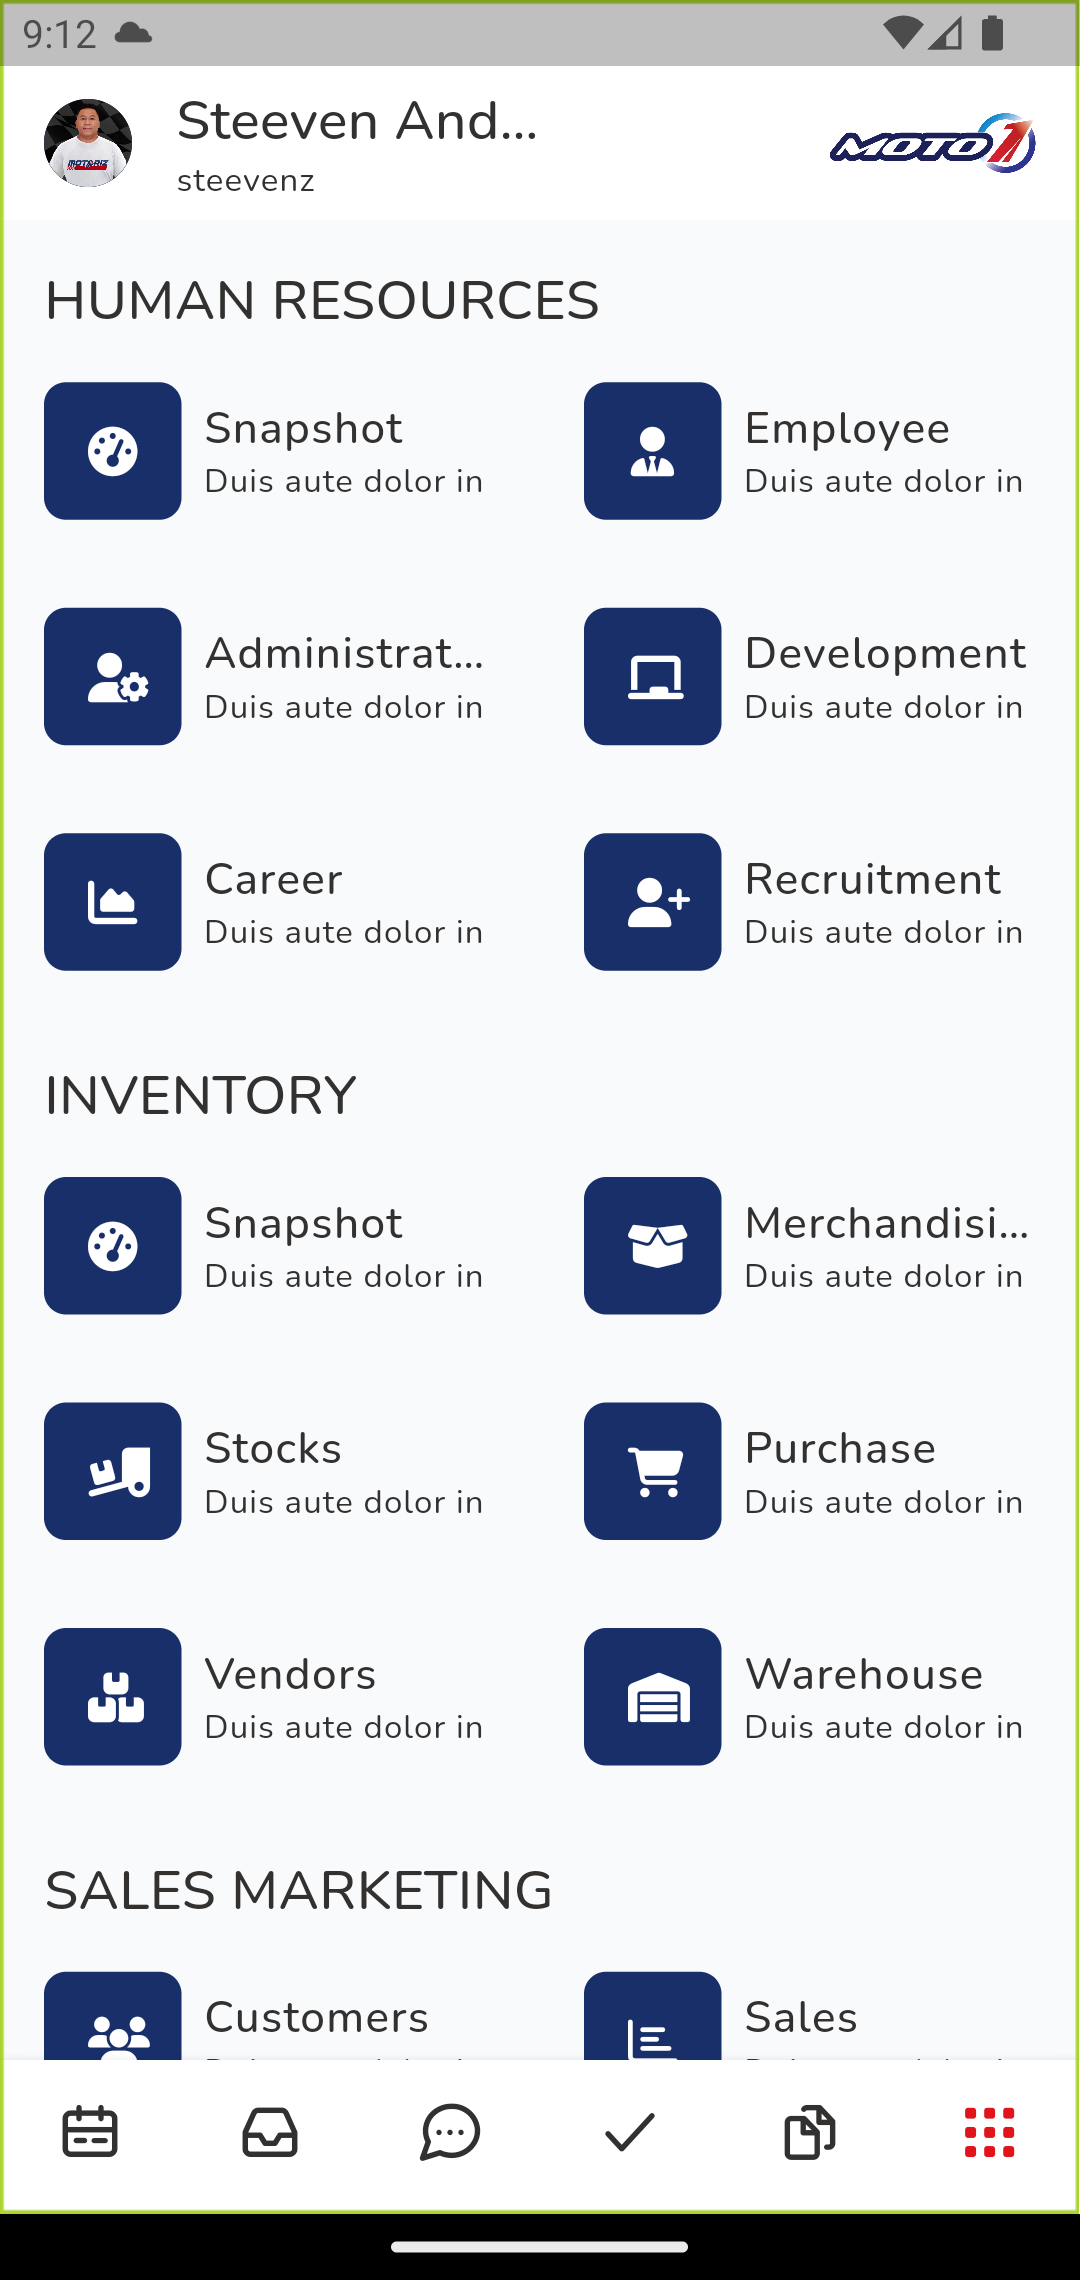 9:12
Steeven And...
steevenz
MOTO 1
MOTORIZ
HUMAN RESOURCES
Snapshot
Duis aute dolor in
Employee
Duis aute dolor in
Administrat...
Duis aute dolor in
Development
Duis aute dolor in
Career
Duis aute dolor in
Recruitment
Duis aute dolor in
INVENTORY
Snapshot
Duis aute dolor in
Merchandisi...
Duis aute dolor in
Stocks
Duis aute dolor in
Purchase
Duis aute dolor in
Vendors
Duis aute dolor in
Warehouse
Duis aute dolor in
SALES MARKETING
Customers
Sales